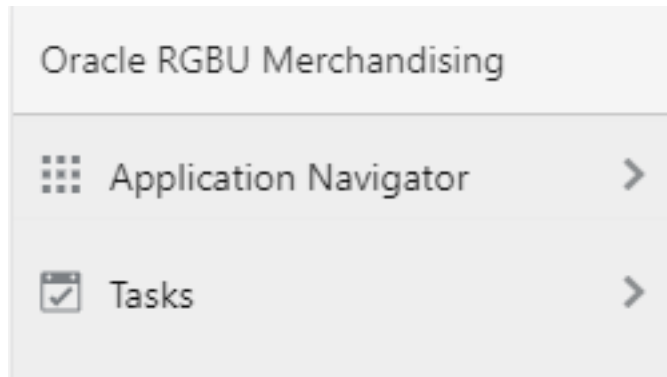 Oracle RGBU Merchandising
Application Navigator
Tasks